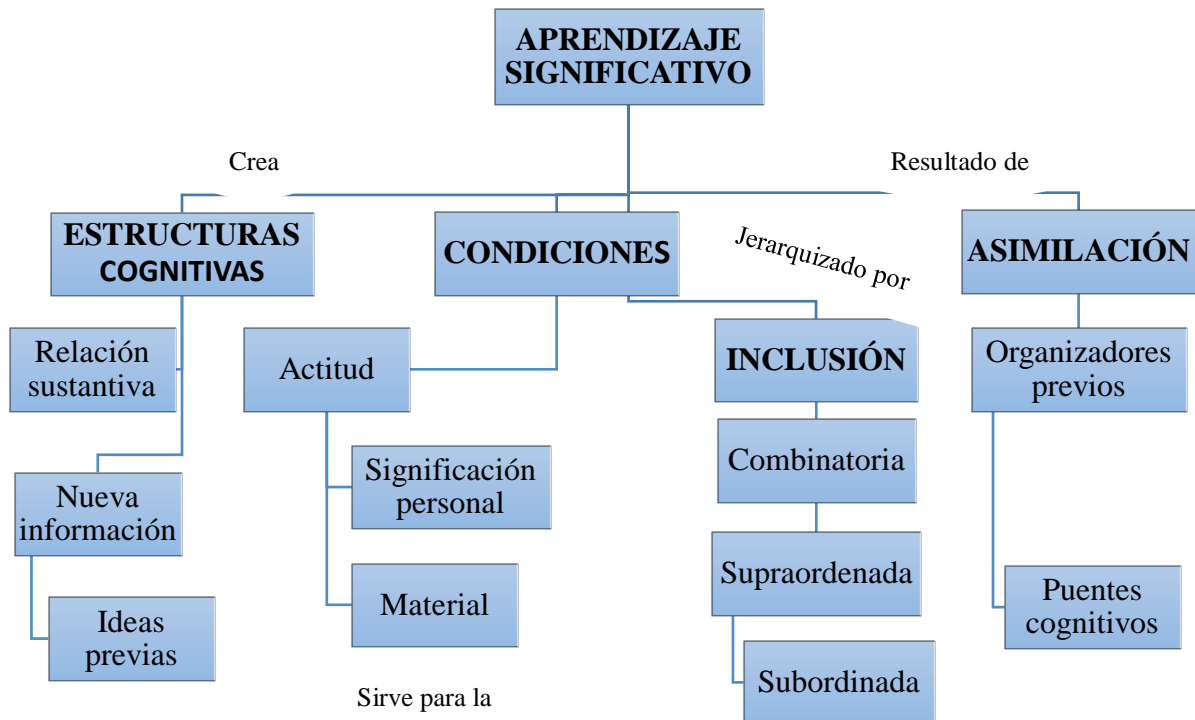 APRENDIZAJE
SIGNIFICATIVO
Crea
Resultado de
ESTRUCTURAS
COGNITIVAS
CONDICIONES
Jerarquizado por
ASIMILACIÓN
Relación
sustantiva
Actitud
INCLUSIÓN
Organizadores
previos
Nueva
información
Significación
personal
Combinatoria
Ideas
previas
Material
Supraordenada
Puentes
cognitivos
Subordinada
Sirve para la